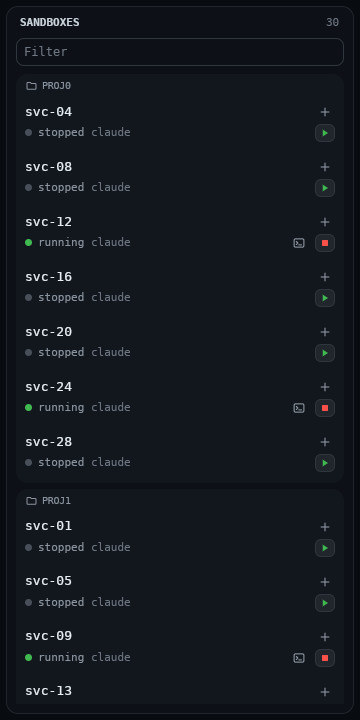 SANDBOXES 30
Filter
PROJ0
svc-04
stopped claude
svc-08
stopped claude
svc-12
running claude
svc-16
stopped claude
svc-20
stopped claude
svc-24
running claude
svc-28
stopped claude
PROJ1
svc-01
stopped claude
svc-05
stopped claude
svc-09
running claude
svc-13